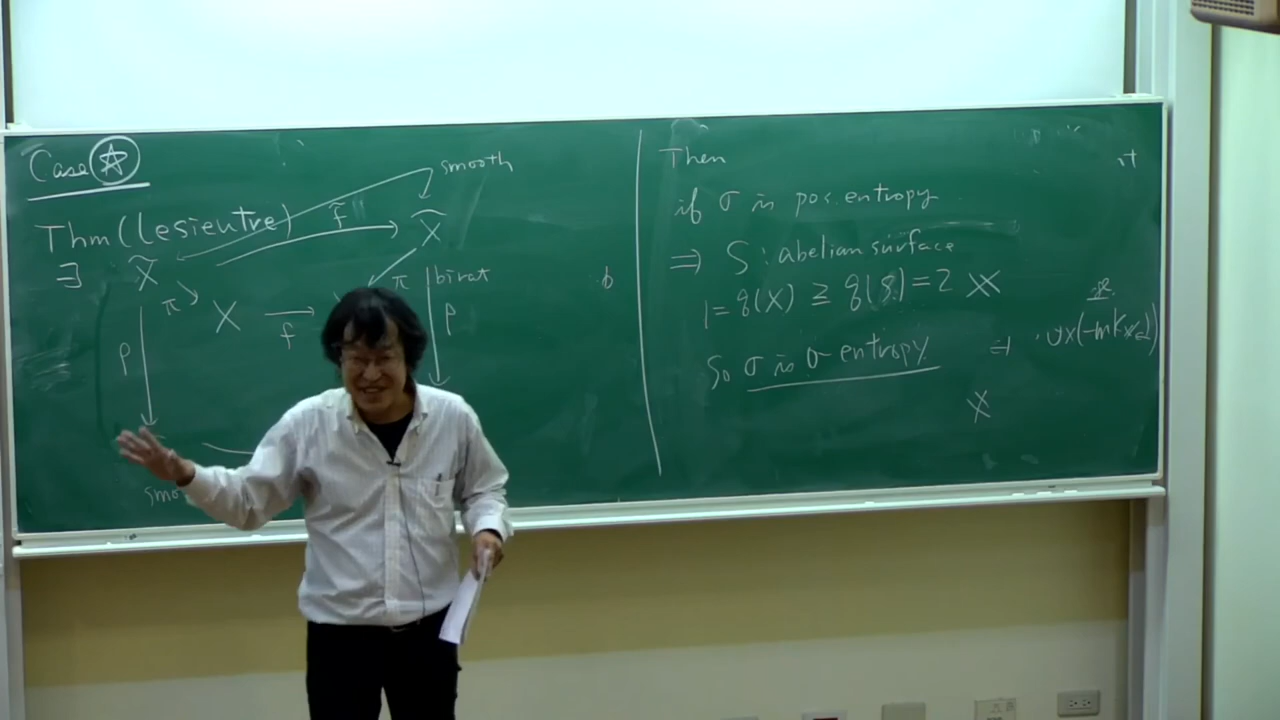 Case ☆
smooth
Thm (Lesieutre) f̃
∃ X̃ X̃
π X f π birat
p p
Then
if σ is pos. entropy
⇒ S : abelian surface
1 = q(X) ≥ q(S) = 2
So σ is 0 entropy ⇒